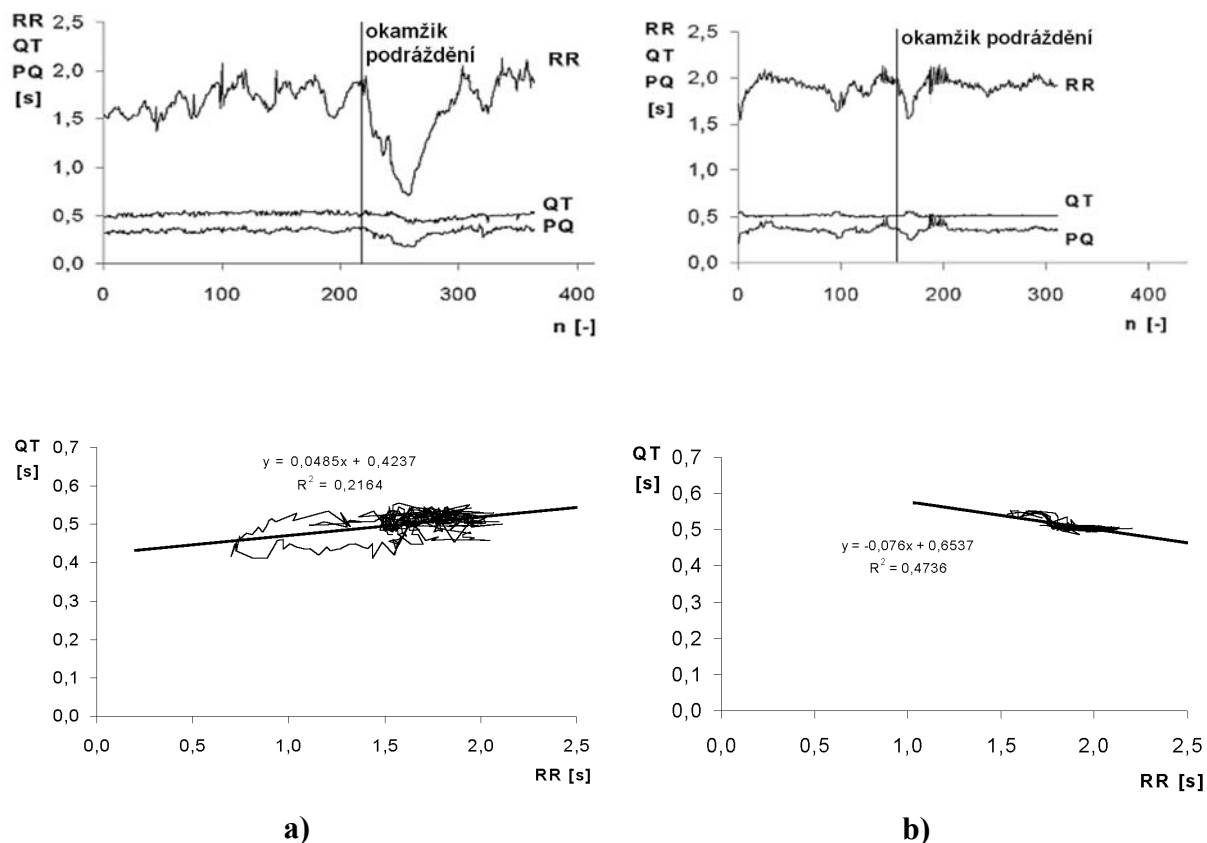 RR
QT
PQ
[s]
2,5
2,0
1,5
1,0
0,5
0,0
okamžik
podráždění
RR
QT
PQ
0 100 200 300 400
n [-]
RR
QT
PQ
[s]
2,5
2,0
1,5
1,0
0,5
0,0
okamžik podráždění
RR
QT
PQ
0 100 200 300 400
n [-]
QT
[s]
0,7
0,6
0,5
0,4
0,3
0,2
0,1
0,0
y = 0,0485x + 0,4237
R² = 0,2164
0,0 0,5 1,0 1,5 2,0 2,5
RR [s]
a)
QT
[s]
0,7
0,6
0,5
0,4
0,3
0,2
0,1
0,0
y = -0,076x + 0,6537
R² = 0,4736
0,0 0,5 1,0 1,5 2,0 2,5
RR [s]
b)